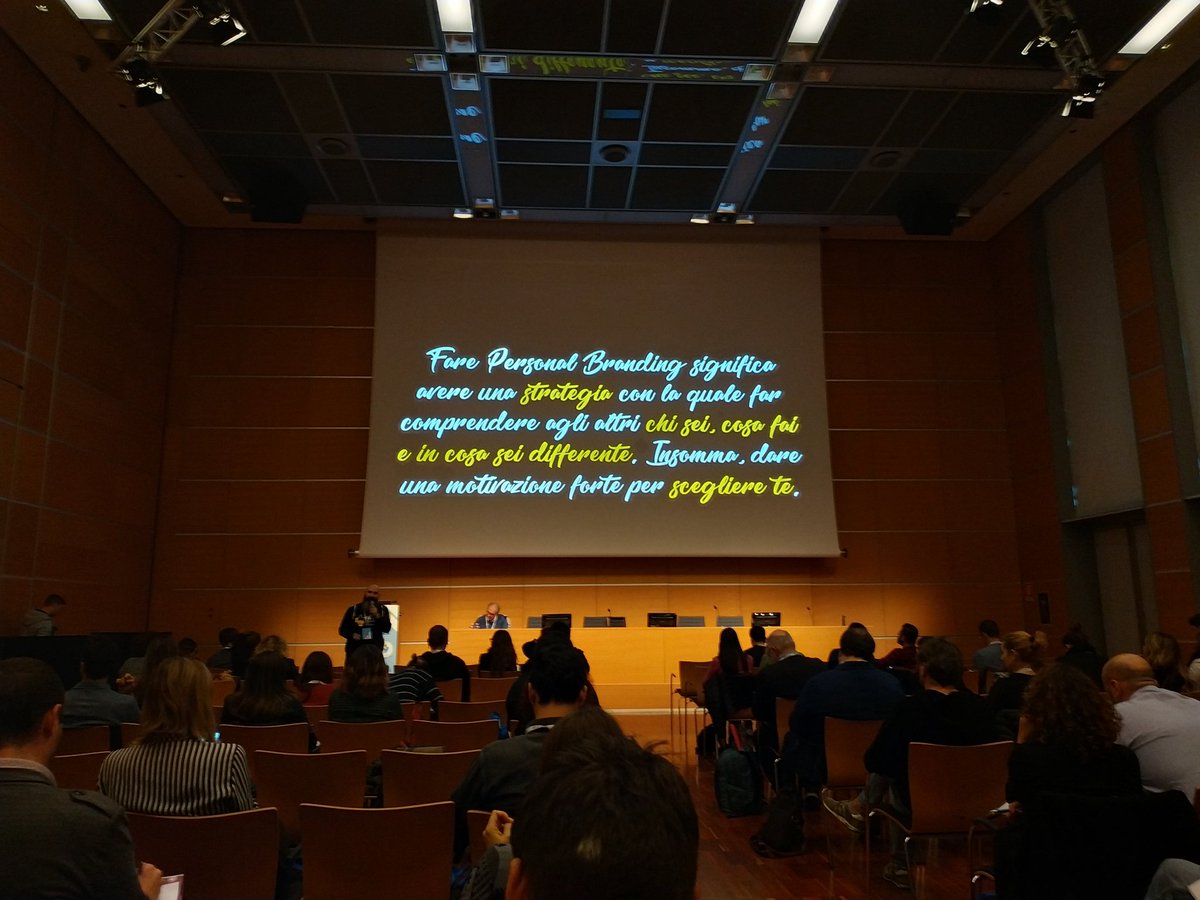 Fare Personal Branding significa
avere una strategia con la quale far
comprendere agli altri chi sei, cosa fai
e in cosa sei differente. Insomma, dare
una motivazione forte per scegliere te.